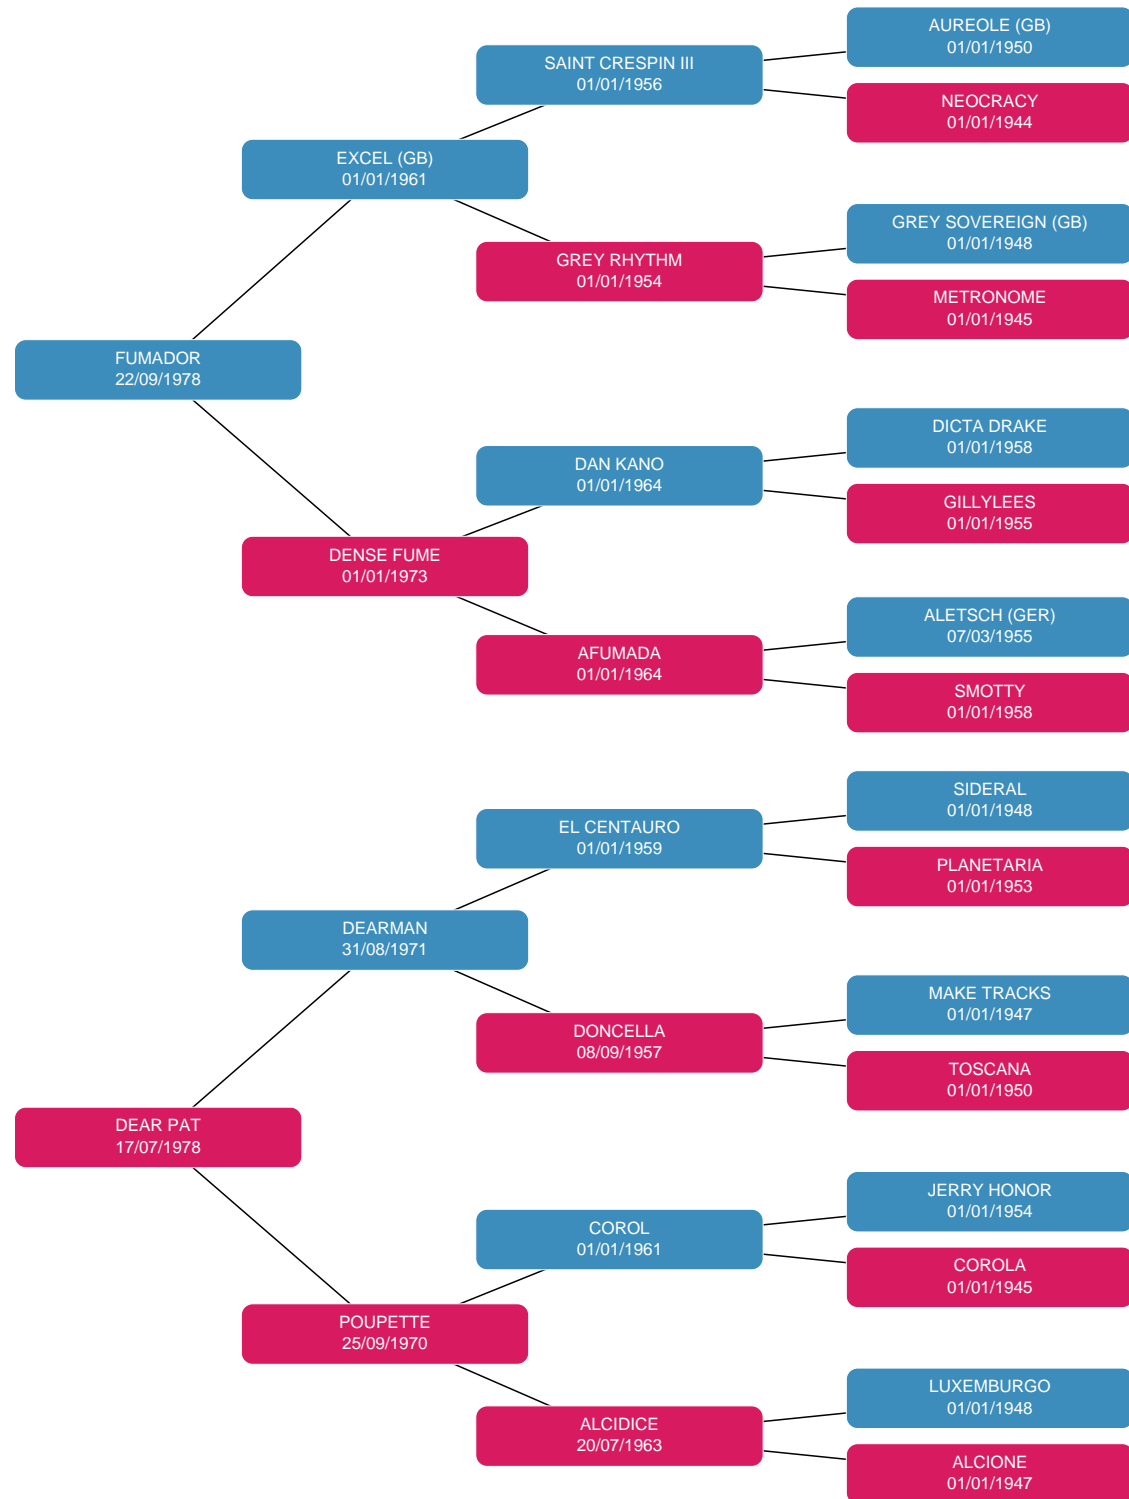 AUREOLE (GB)
01/01/1950
SAINT CRESPIN III
01/01/1956
NEOCRACY
01/01/1944
EXCEL (GB)
01/01/1961
GREY SOVEREIGN (GB)
01/01/1948
GREY RHYTHM
01/01/1954
METRONOME
01/01/1945
FUMADOR
22/09/1978
DICTA DRAKE
01/01/1958
DAN KANO
01/01/1964
GILLYLEES
01/01/1955
DENSE FUME
01/01/1973
ALETSCH (GER)
07/03/1955
AFUMADA
01/01/1964
SMOTTY
01/01/1958
SIDERAL
01/01/1948
EL CENTAURO
01/01/1959
PLANETARIA
01/01/1953
DEARMAN
31/08/1971
MAKE TRACKS
01/01/1947
DONCELLA
08/09/1957
TOSCANA
01/01/1950
DEAR PAT
17/07/1978
JERRY HONOR
01/01/1954
COROL
01/01/1961
COROLA
01/01/1945
POUPETTE
25/09/1970
LUXEMBURGO
01/01/1948
ALCIDICE
20/07/1963
ALCIONE
01/01/1947